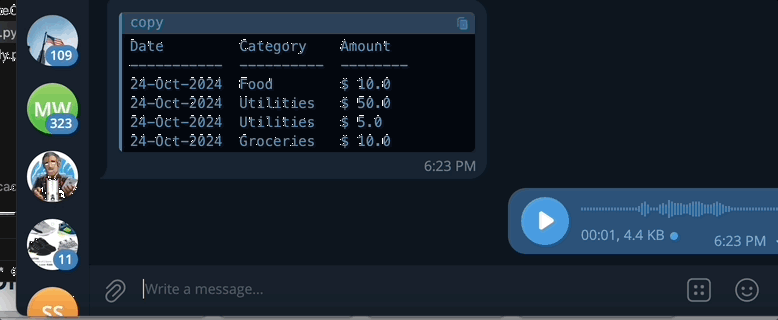 .py
109
MW
323
11
SS
copy
Date Category Amount
----------- ---------- --------
24-Oct-2024 Food $ 10.0
24-Oct-2024 Utilities $ 50.0
24-Oct-2024 Utilities $ 5.0
24-Oct-2024 Groceries $ 10.0
6:23 PM
00:01, 4.4 KB
6:23 PM
Write a message...